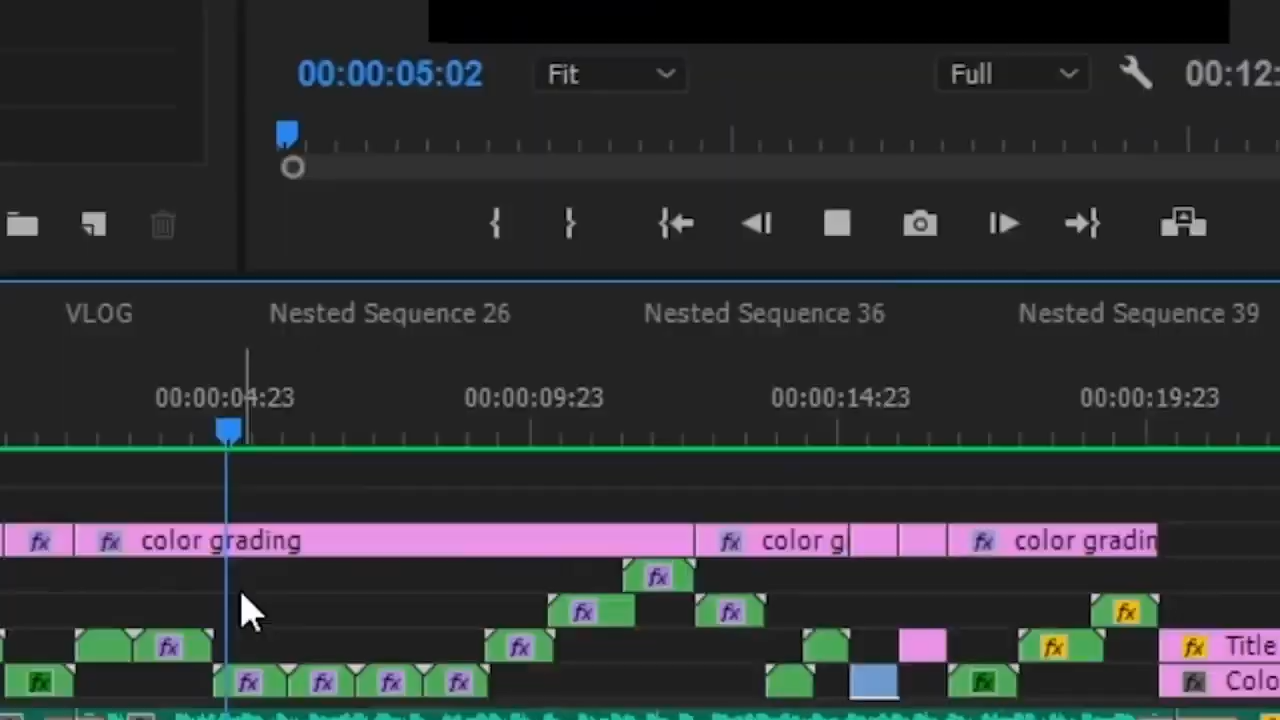 00:00:05:02 Fit Full 00:12:
VLOG Nested Sequence 26 Nested Sequence 36 Nested Sequence 39
00:00:04:23 00:00:09:23 00:00:14:23 00:00:19:23
fx fx color grading fx color g fx color gradin
fx
fx fx fx
fx fx fx fx Title
fx fx fx fx fx fx fx Colo